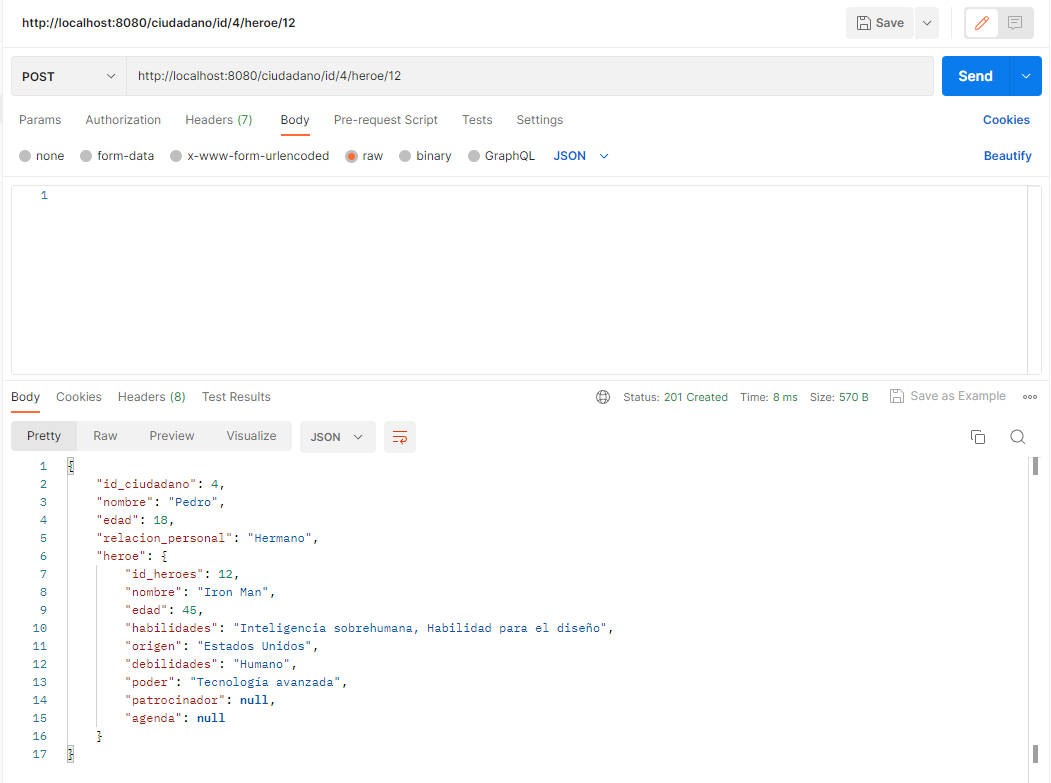 http://localhost:8080/ciudadano/id/4/heroe/12
Save
POST
http://localhost:8080/ciudadano/id/4/heroe/12
Send
Params Authorization Headers (7) Body Pre-request Script Tests Settings Cookies
none form-data x-www-form-urlencoded raw binary GraphQL JSON Beautify
1
Body Cookies Headers (8) Test Results Status: 201 Created Time: 8 ms Size: 570 B Save as Example
Pretty Raw Preview Visualize JSON
1 {
2 "id_ciudadano": 4,
3 "nombre": "Pedro",
4 "edad": 18,
5 "relacion_personal": "Hermano",
6 "heroe": {
7 "id_heroes": 12,
8 "nombre": "Iron Man",
9 "edad": 45,
10 "habilidades": "Inteligencia sobrehumana, Habilidad para el diseño",
11 "origen": "Estados Unidos",
12 "debilidades": "Humano",
13 "poder": "Tecnología avanzada",
14 "patrocinador": null,
15 "agenda": null
16 }
17 }